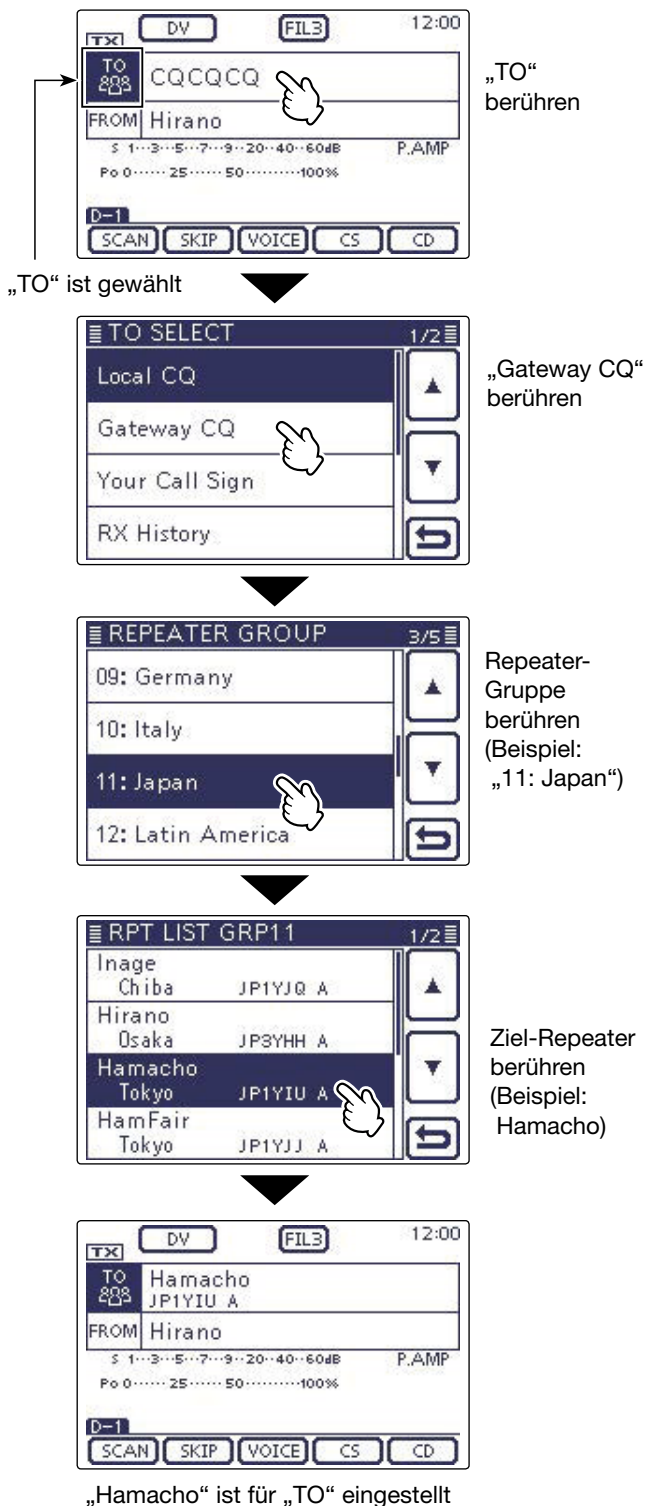 TX DV FIL3 12:00
TO CQCQCQ
FROM Hirano
S 1··3··5··7··9··20··40··60dB P.AMP
Po 0······25······50·········100%
D-1
SCAN SKIP VOICE CS CD
„TO“
berühren
„TO“ ist gewählt
TO SELECT 1/2
Local CQ
Gateway CQ
Your Call Sign
RX History
„Gateway CQ“
berühren
REPEATER GROUP 3/5
09: Germany
10: Italy
11: Japan
12: Latin America
Repeater-
Gruppe
berühren
(Beispiel:
„11: Japan“)
RPT LIST GRP11 1/2
Inage
Chiba JP1YJQ A
Hirano
Osaka JP3YHH A
Hamacho
Tokyo JP1YIU A
HamFair
Tokyo JP1YJJ A
Ziel-Repeater
berühren
(Beispiel:
Hamacho)
TX DV FIL3 12:00
TO Hamacho
JP1YIU A
FROM Hirano
S 1··3··5··7··9··20··40··60dB P.AMP
Po 0······25······50·········100%
D-1
SCAN SKIP VOICE CS CD
„Hamacho“ ist für „TO“ eingestellt